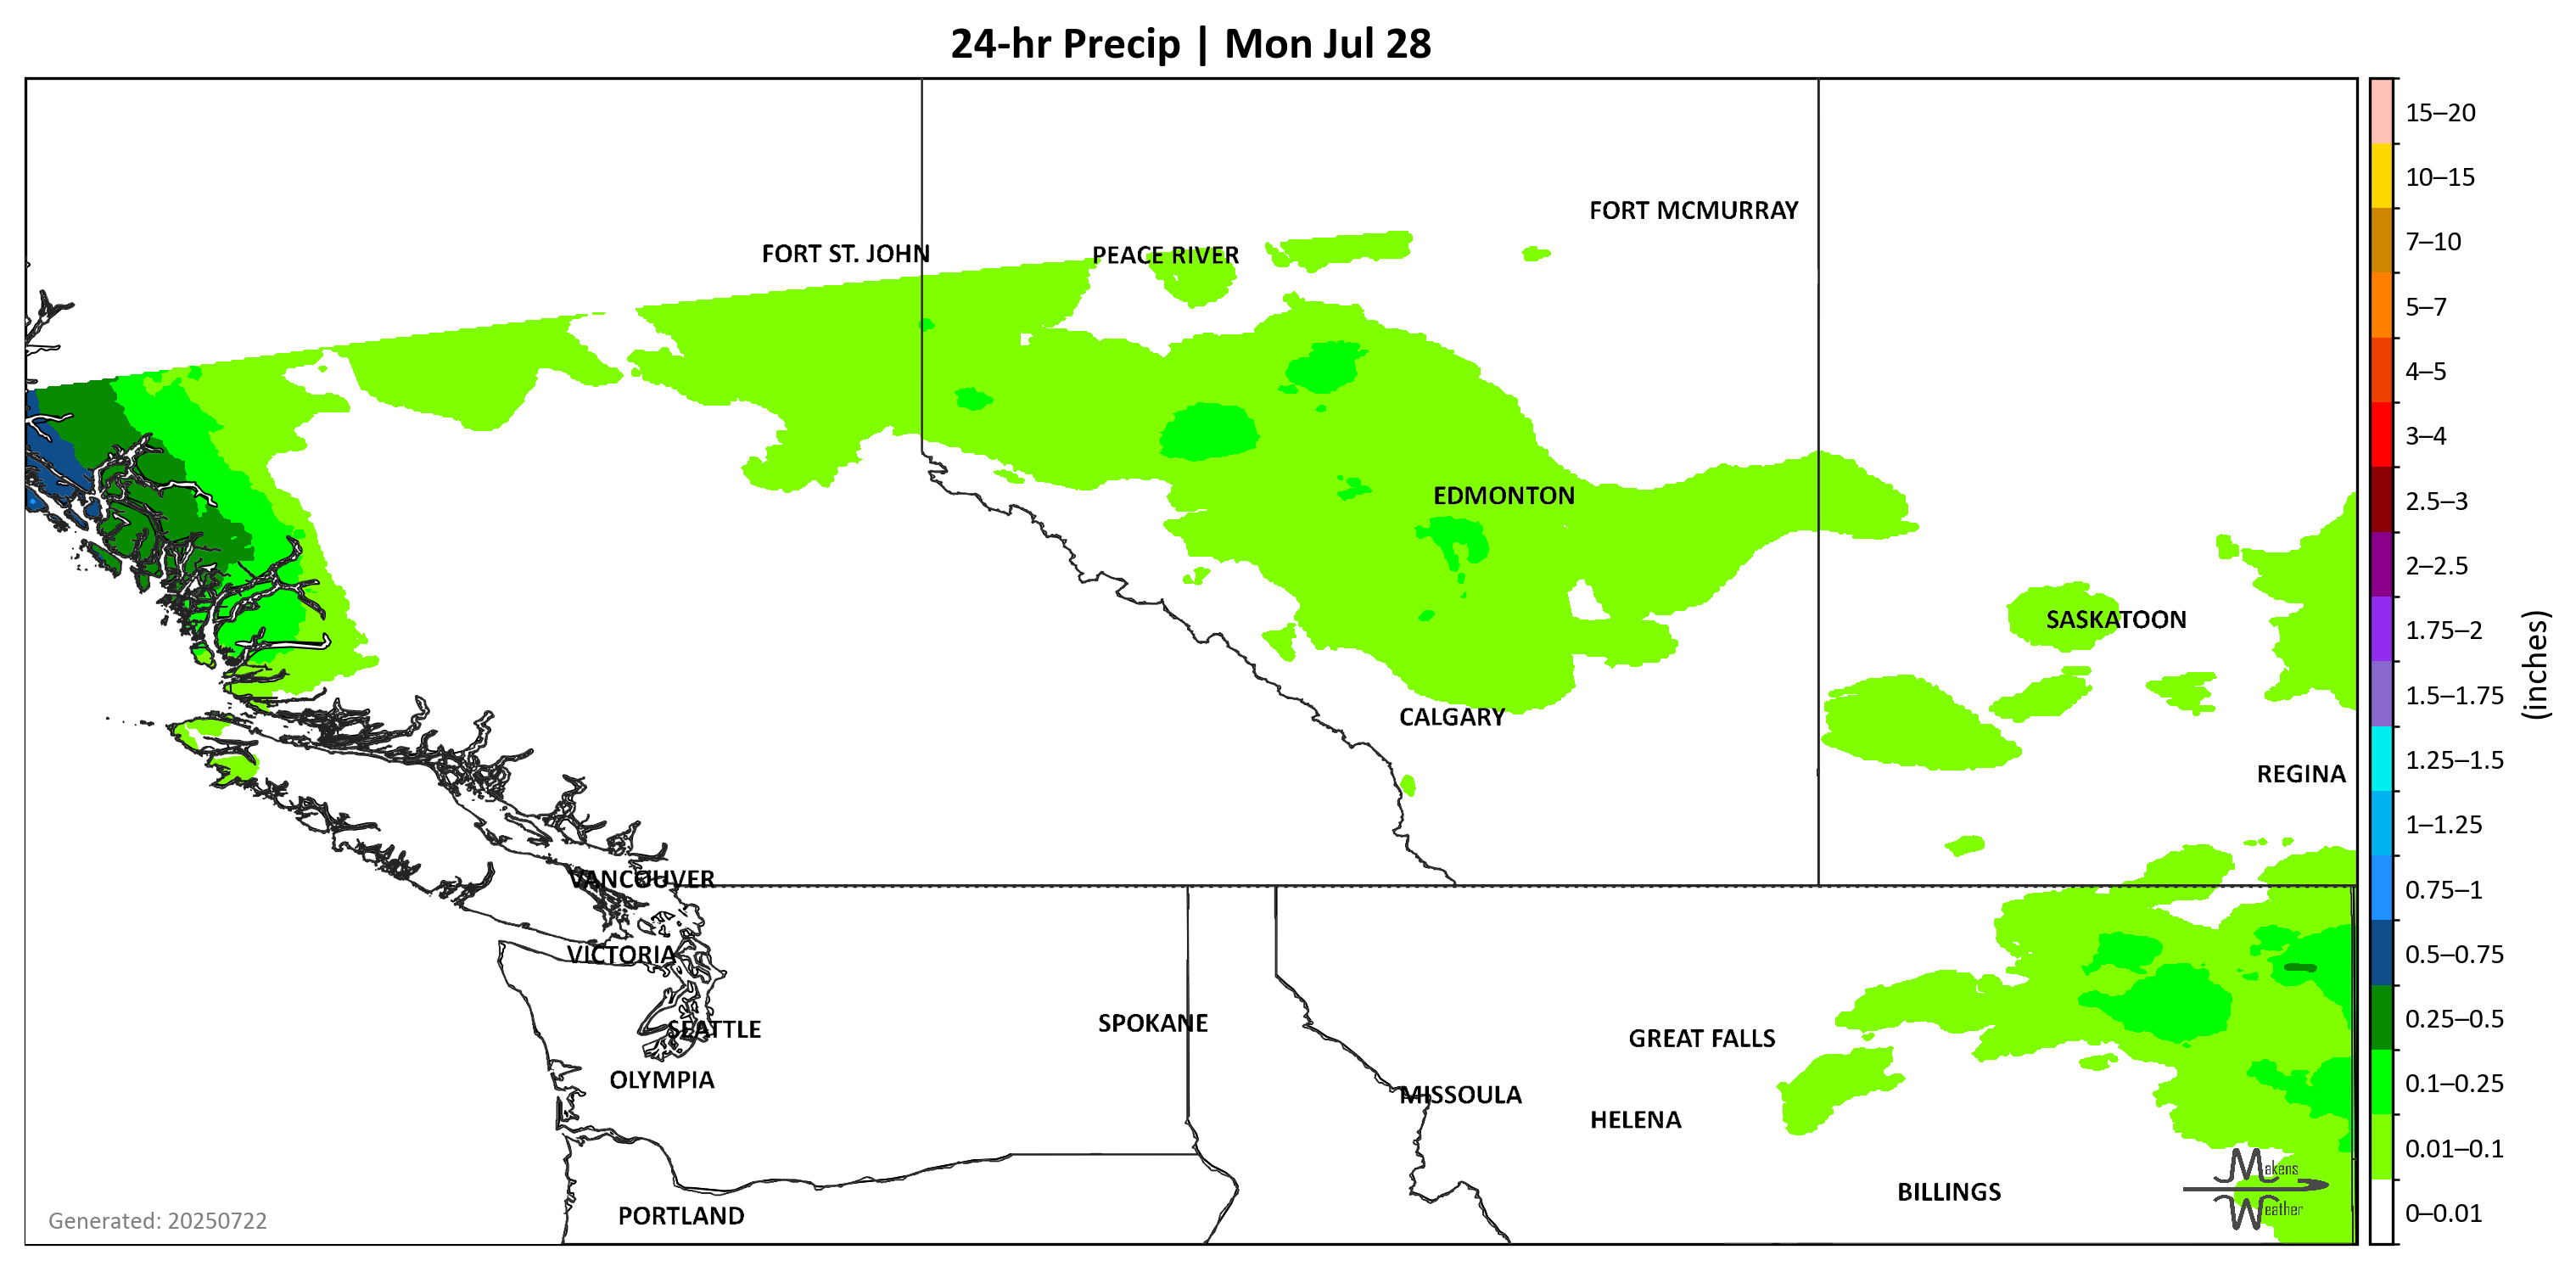 24-hr Precip | Mon Jul 28
15–20
10–15
7–10
5–7
4–5
3–4
2.5–3
2–2.5
1.75–2
1.5–1.75
1.25–1.5
1–1.25
0.75–1
0.5–0.75
0.25–0.5
0.1–0.25
0.01–0.1
0–0.01
(inches)
FORT MCMURRAY
FORT ST. JOHN
PEACE RIVER
EDMONTON
SASKATOON
CALGARY
REGINA
VANCOUVER
VICTORIA
SPOKANE
SEATTLE
GREAT FALLS
OLYMPIA
MISSOULA
HELENA
BILLINGS
PORTLAND
Makens
Weather
Generated: 20250722